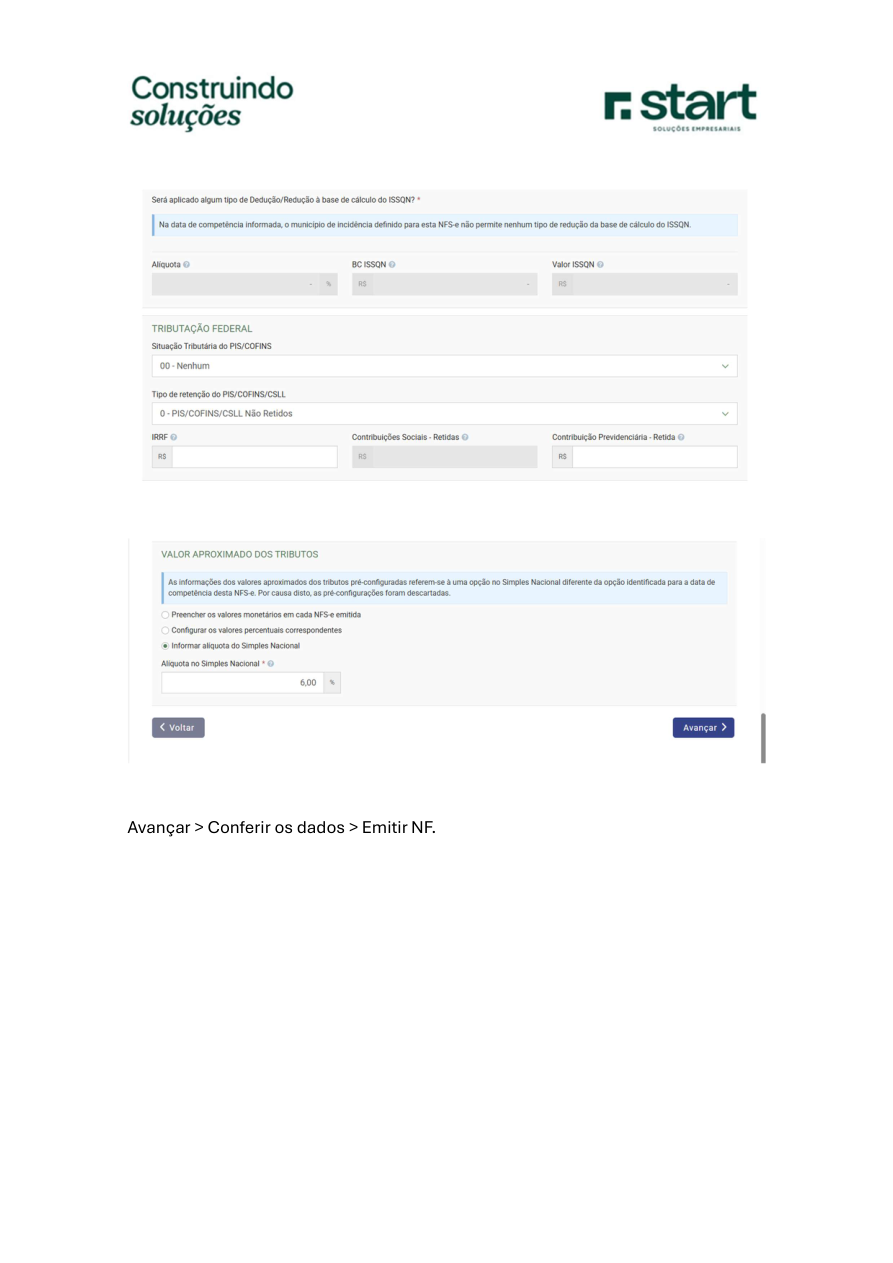 Construindo
soluções
start
SOLUÇÕES EMPRESARIAIS
Será aplicado algum tipo de Dedução/Redução à base de cálculo do ISSQN? *
Na data de competência informada, o município de incidência definido para esta NFS-e não permite nenhum tipo de redução da base de cálculo do ISSQN.
Alíquota BC ISSQN Valor ISSQN
- % R$ - R$ -
TRIBUTAÇÃO FEDERAL
Situação Tributária do PIS/COFINS
00 - Nenhum
Tipo de retenção do PIS/COFINS/CSLL
0 - PIS/COFINS/CSLL Não Retidos
IRRF Contribuições Sociais - Retidas Contribuição Previdenciária - Retida
R$ R$ R$
VALOR APROXIMADO DOS TRIBUTOS
As informações dos valores aproximados dos tributos pré-configuradas referem-se à uma opção no Simples Nacional diferente da opção identificada para a data de
competência desta NFS-e. Por causa disto, as pré-configurações foram descartadas.
Preencher os valores monetários em cada NFS-e emitida
Configurar os valores percentuais correspondentes
Informar alíquota do Simples Nacional
Alíquota no Simples Nacional *
6,00 %
Voltar Avançar
Avançar > Conferir os dados > Emitir NF.